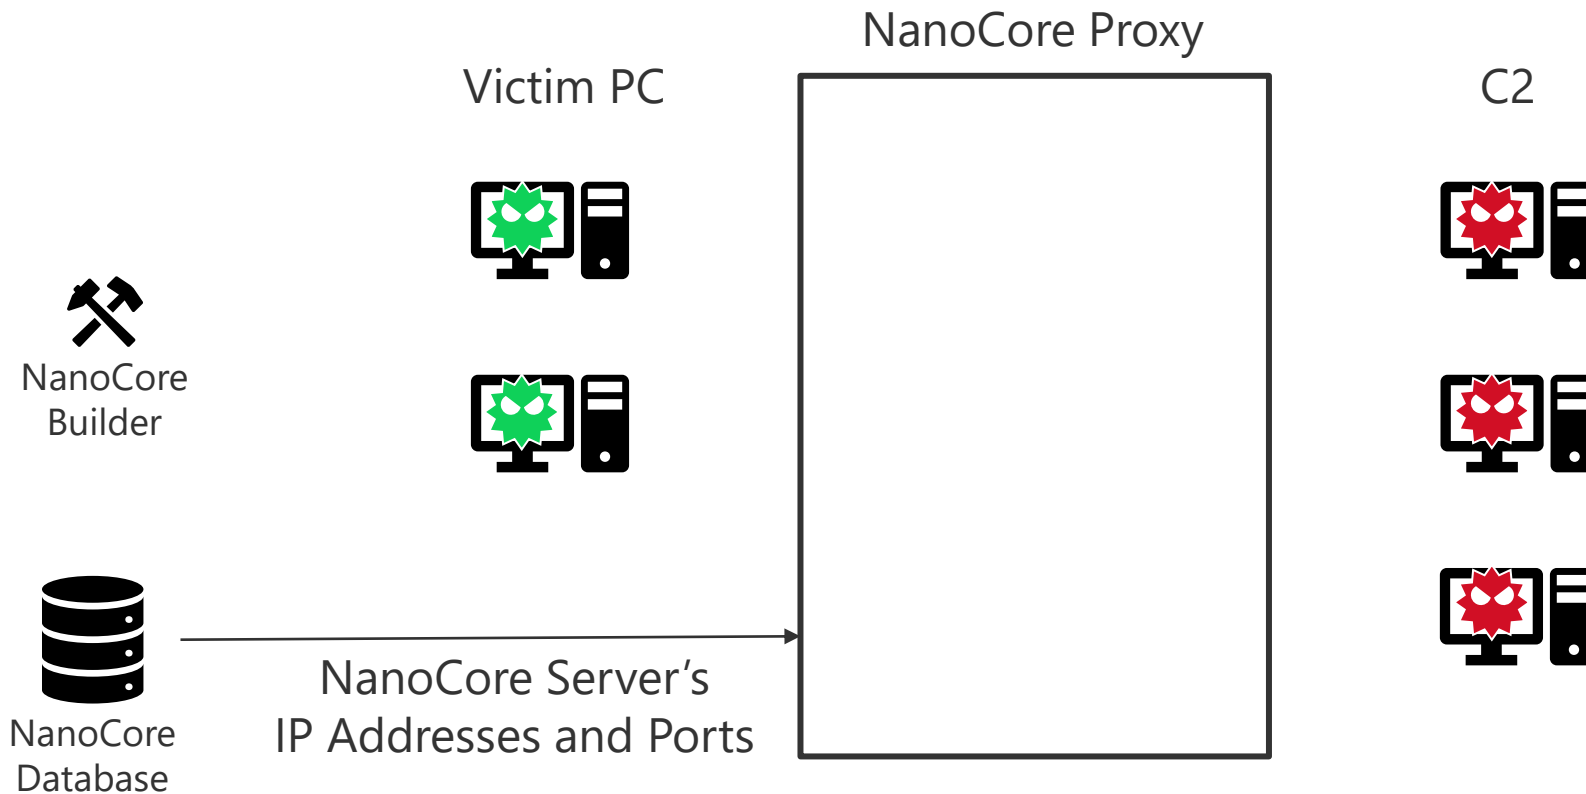 NanoCore Proxy
Victim PC
C2
NanoCore
Builder
NanoCore Server’s
IP Addresses and Ports
NanoCore
Database